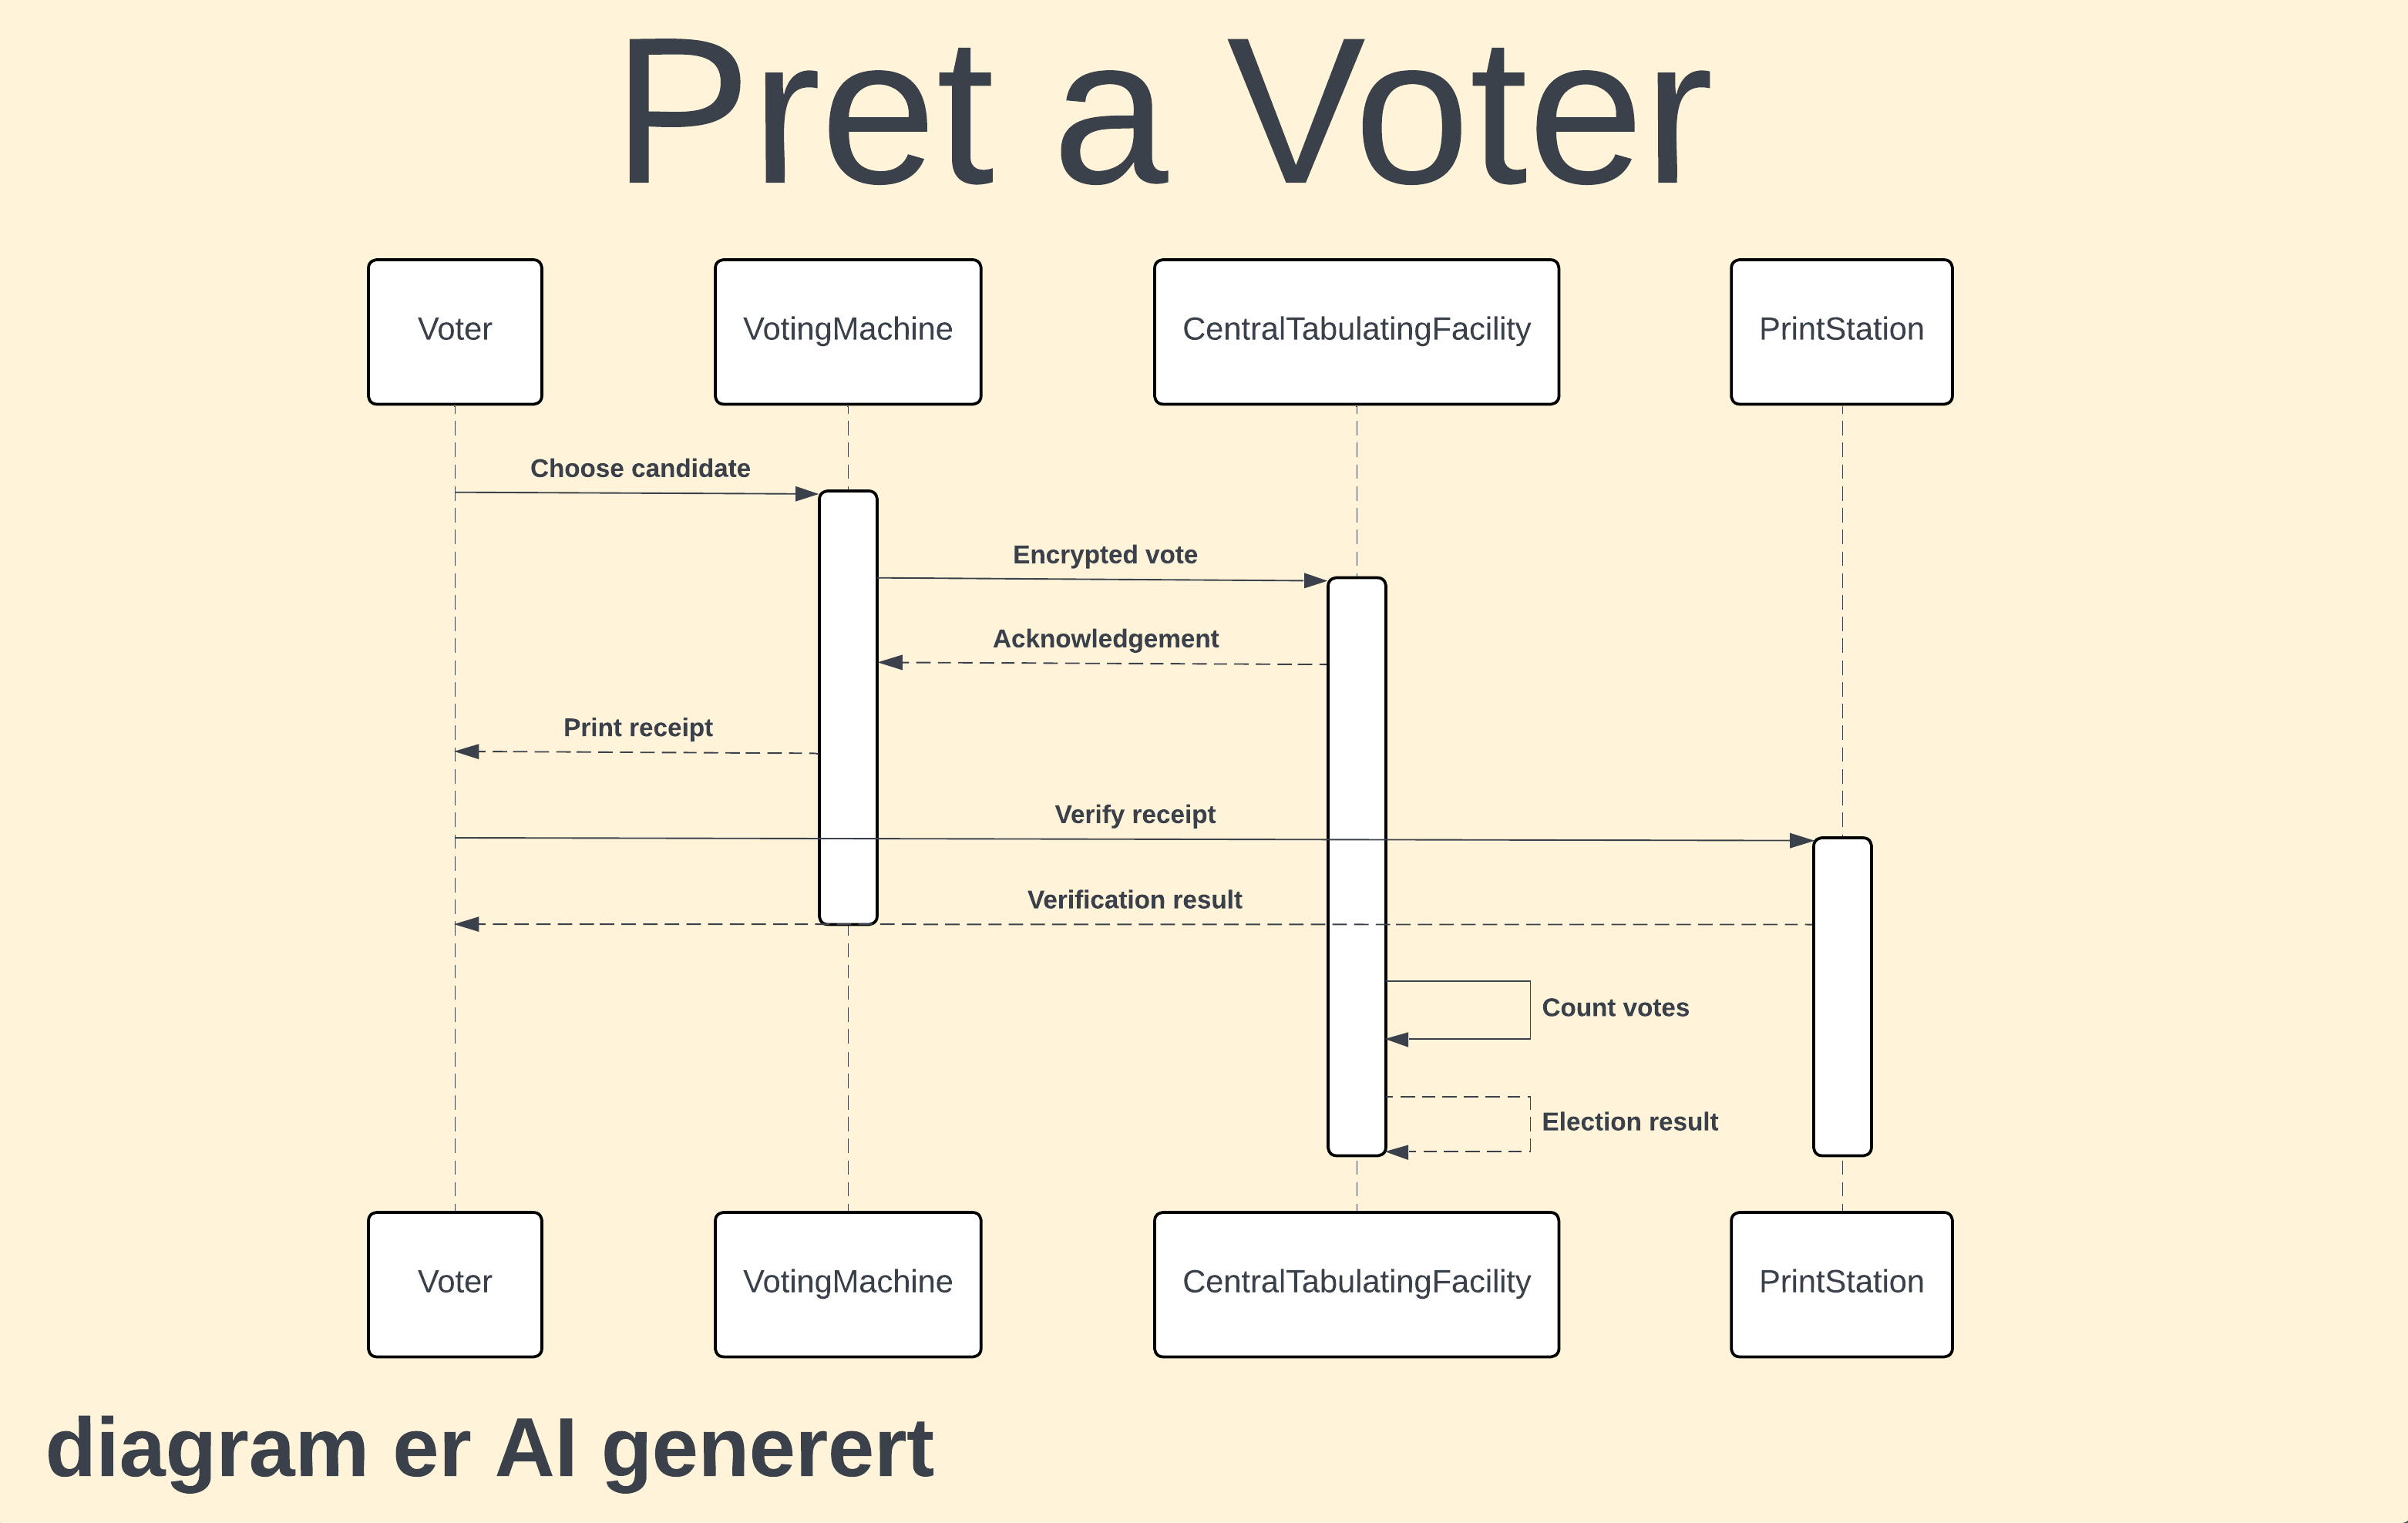 Pret a Voter
Voter
VotingMachine
CentralTabulatingFacility
PrintStation
Choose candidate
Encrypted vote
Acknowledgement
Print receipt
Verify receipt
Verification result
Count votes
Election result
Voter
VotingMachine
CentralTabulatingFacility
PrintStation
diagram er AI generert